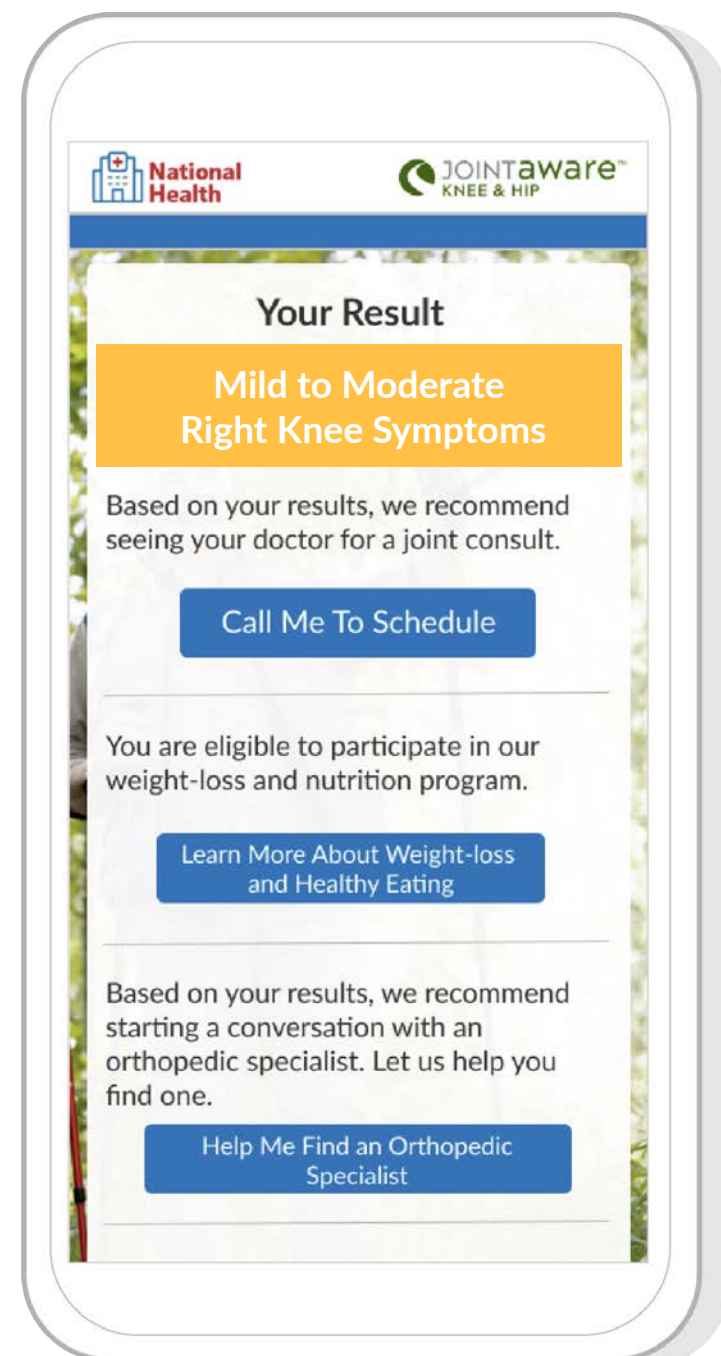 National
Health
JOINTaware™
KNEE & HIP
Your Result
Mild to Moderate
Right Knee Symptoms
Based on your results, we recommend
seeing your doctor for a joint consult.
Call Me To Schedule
You are eligible to participate in our
weight-loss and nutrition program.
Learn More About Weight-loss
and Healthy Eating
Based on your results, we recommend
starting a conversation with an
orthopedic specialist. Let us help you
find one.
Help Me Find an Orthopedic
Specialist